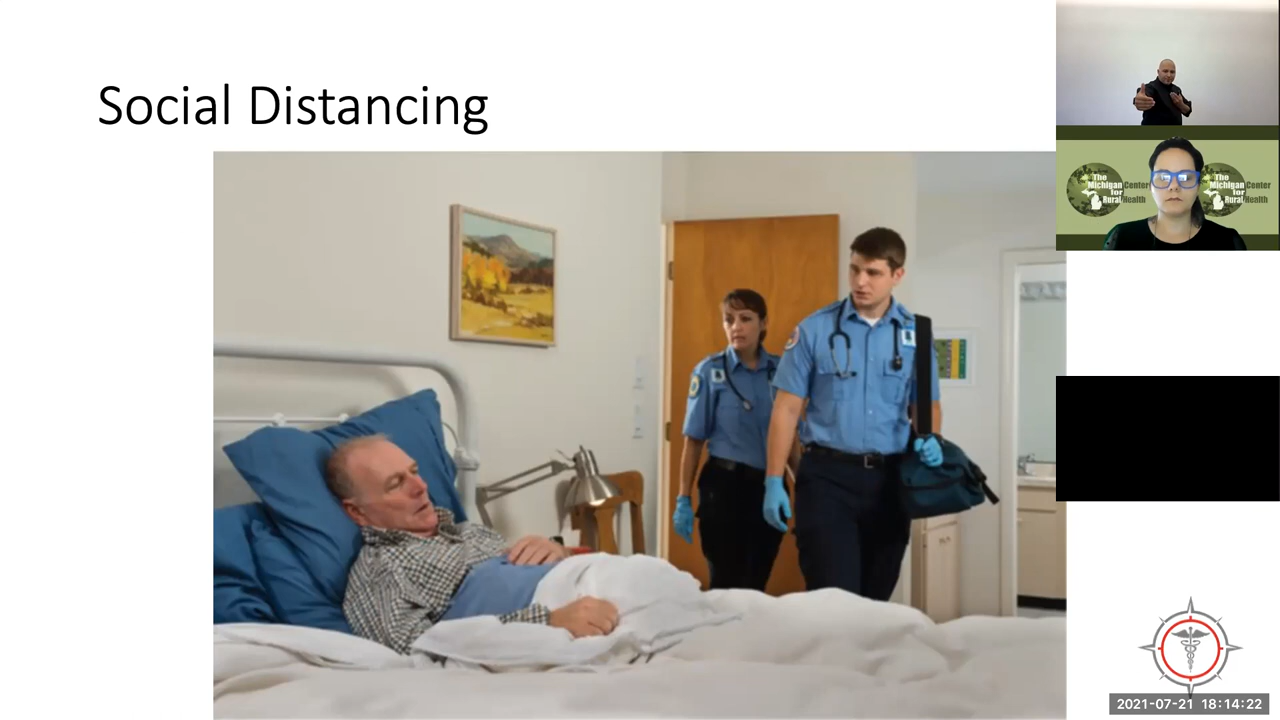 Social Distancing
The
Michigan Center
for
Rural Health
The
Michigan Center
for
Rural Health
2021-07-21 18:14:22